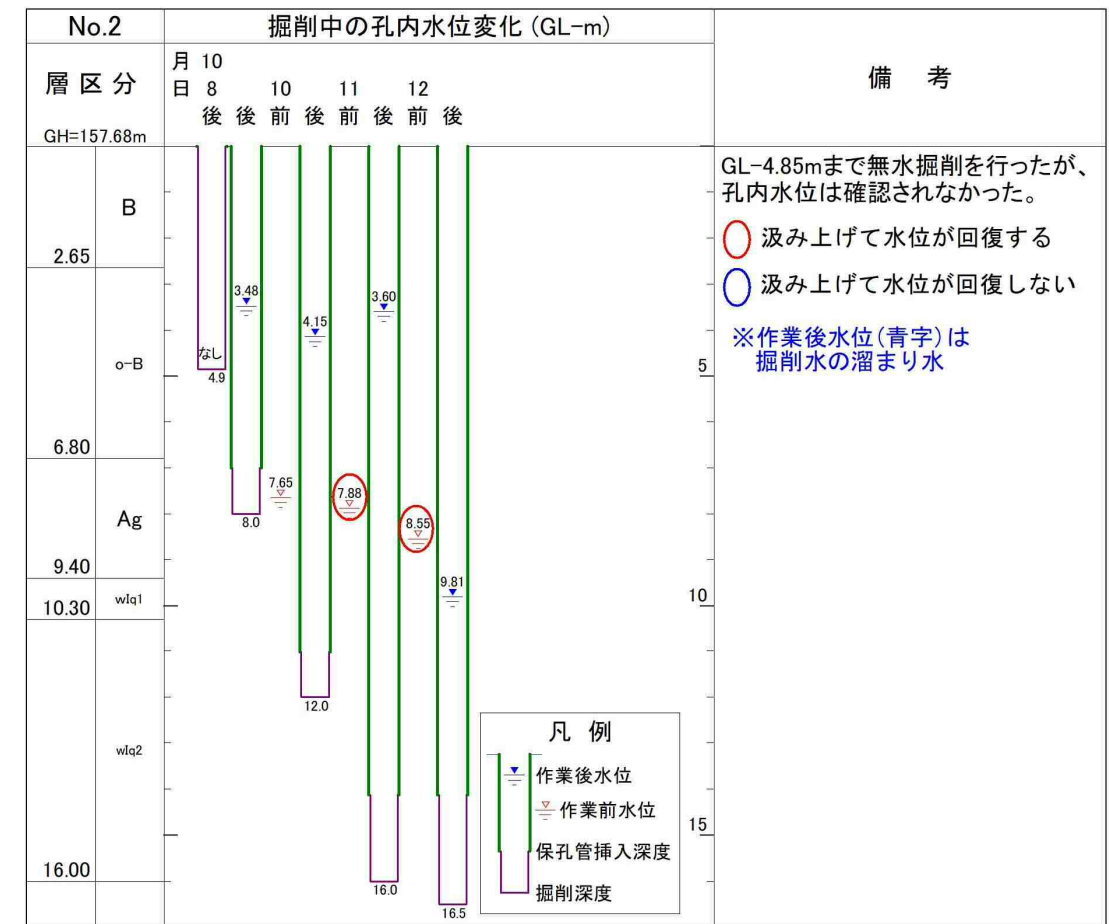 No.2
掘削中の孔内水位変化 (GL-m)
層 区 分
月 10
日 8 10 11 12
後 後 前 後 前 後 前 後
備 考
GH=157.68m
B
2.65
o-B
6.80
Ag
9.40
wlq1
10.30
wlq2
16.00
なし
4.9
3.48
8.0
7.65
4.15
12.0
7.88
3.60
16.0
8.55
9.81
16.5
5
10
15
凡 例
作業後水位
作業前水位
保孔管挿入深度
掘削深度
GL-4.85mまで無水掘削を行ったが、
孔内水位は確認されなかった。
汲み上げて水位が回復する
汲み上げて水位が回復しない
※作業後水位(青字)は
掘削水の溜まり水